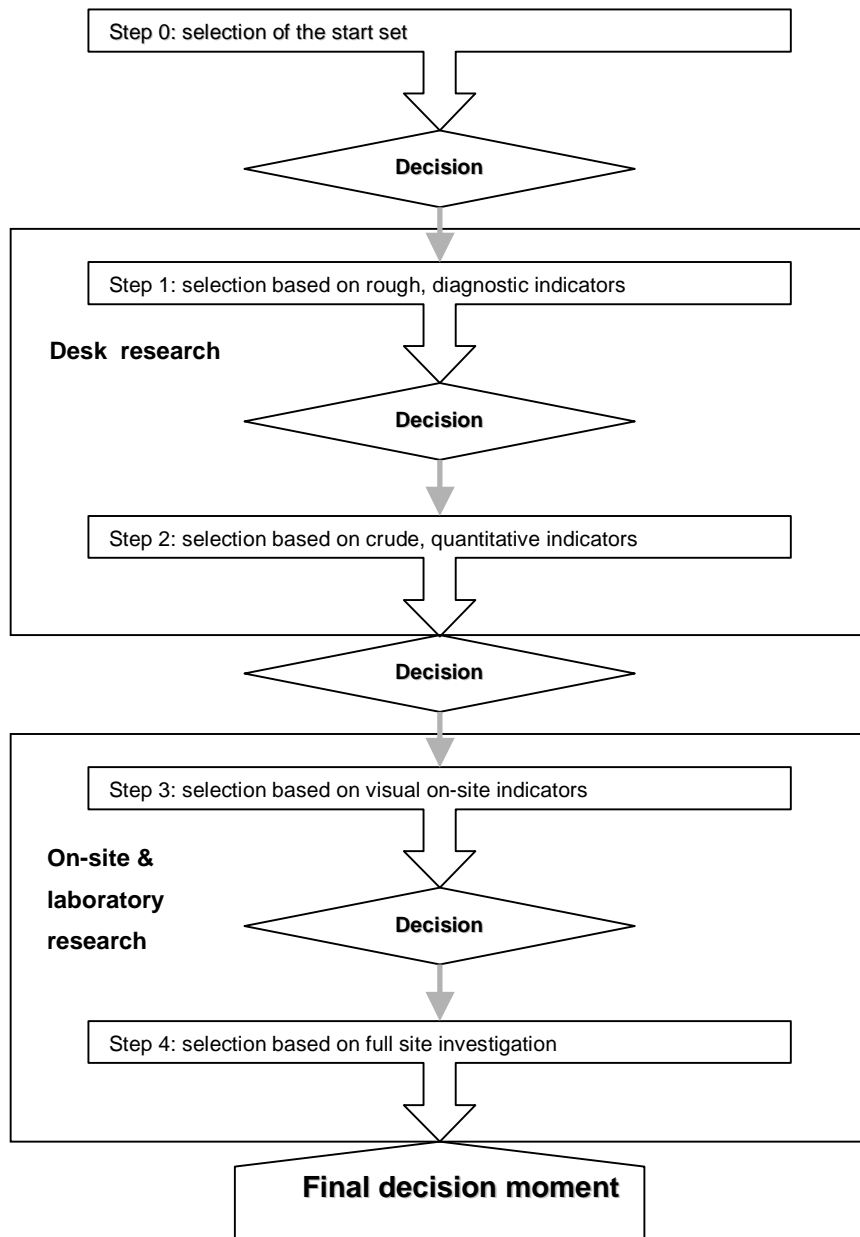 Step 0: selection of the start set
Decision
Step 1: selection based on rough, diagnostic indicators
Desk research
Decision
Step 2: selection based on crude, quantitative indicators
Decision
Step 3: selection based on visual on-site indicators
On-site &
laboratory
research
Decision
Step 4: selection based on full site investigation
Final decision moment